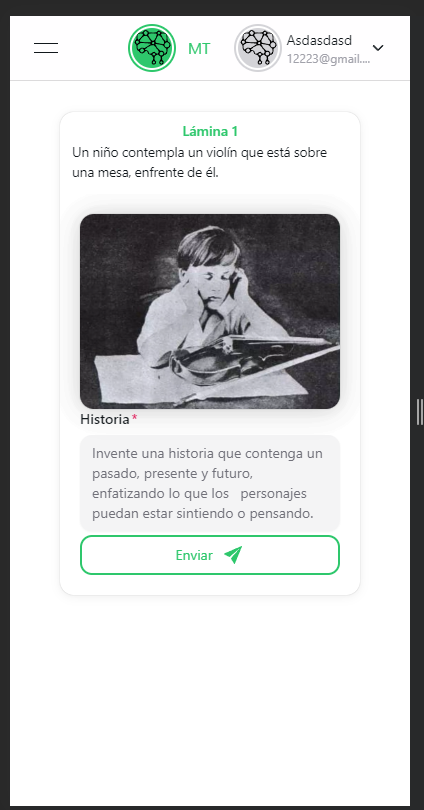 MT
Asdasdasd
12223@gmail....
Lámina 1
Un niño contempla un violín que está sobre
una mesa, enfrente de él.
Historia *
Invente una historia que contenga un
pasado, presente y futuro,
enfatizando lo que los   personajes
puedan estar sintiendo o pensando.
Enviar